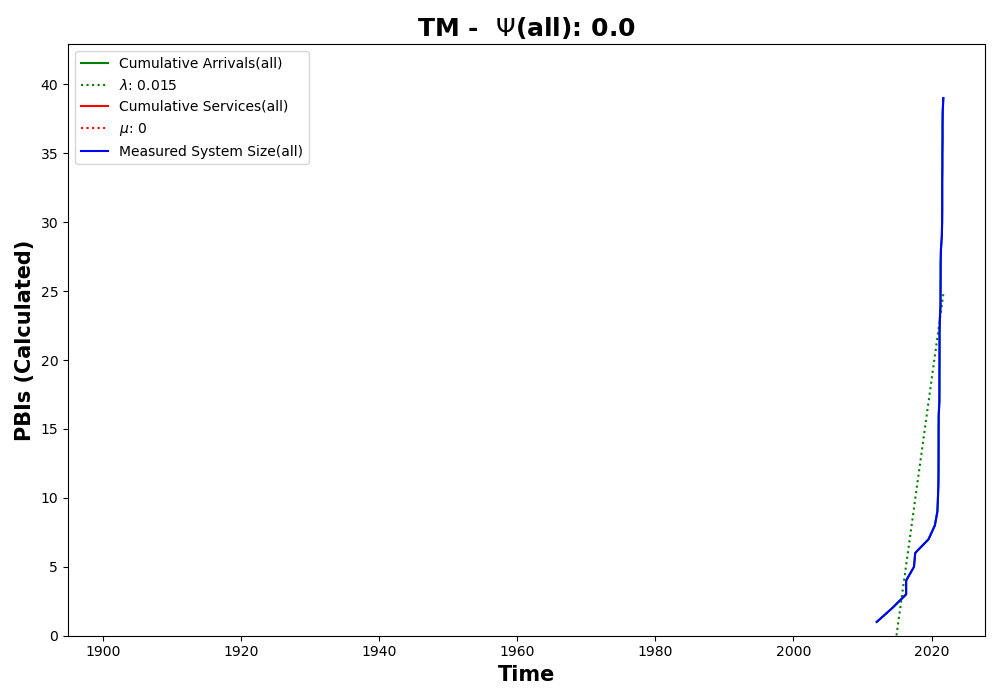 TM - Ψ(all): 0.0
Cumulative Arrivals(all)
λ: 0.015
Cumulative Services(all)
μ: 0
Measured System Size(all)
PBIs (Calculated)
40
35
30
25
20
15
10
5
0
1900 1920 1940 1960 1980 2000 2020
Time